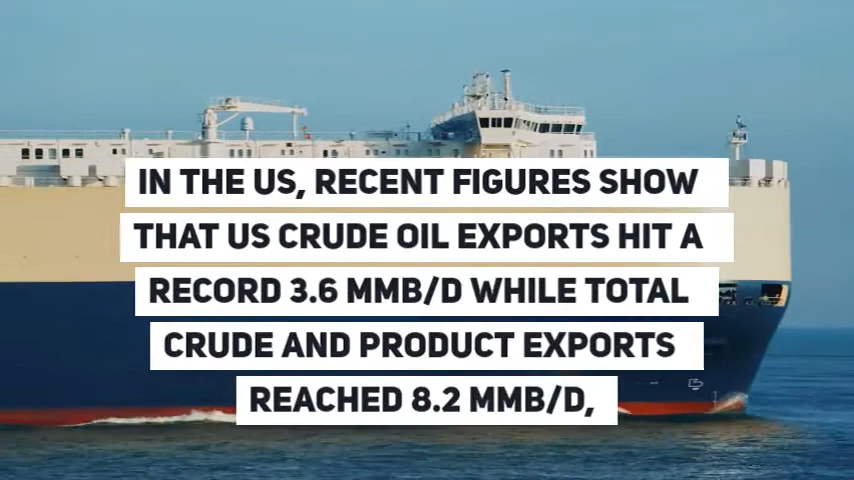 IN THE US, RECENT FIGURES SHOW
THAT US CRUDE OIL EXPORTS HIT A
RECORD 3.6 MMB/D WHILE TOTAL
CRUDE AND PRODUCT EXPORTS
REACHED 8.2 MMB/D,